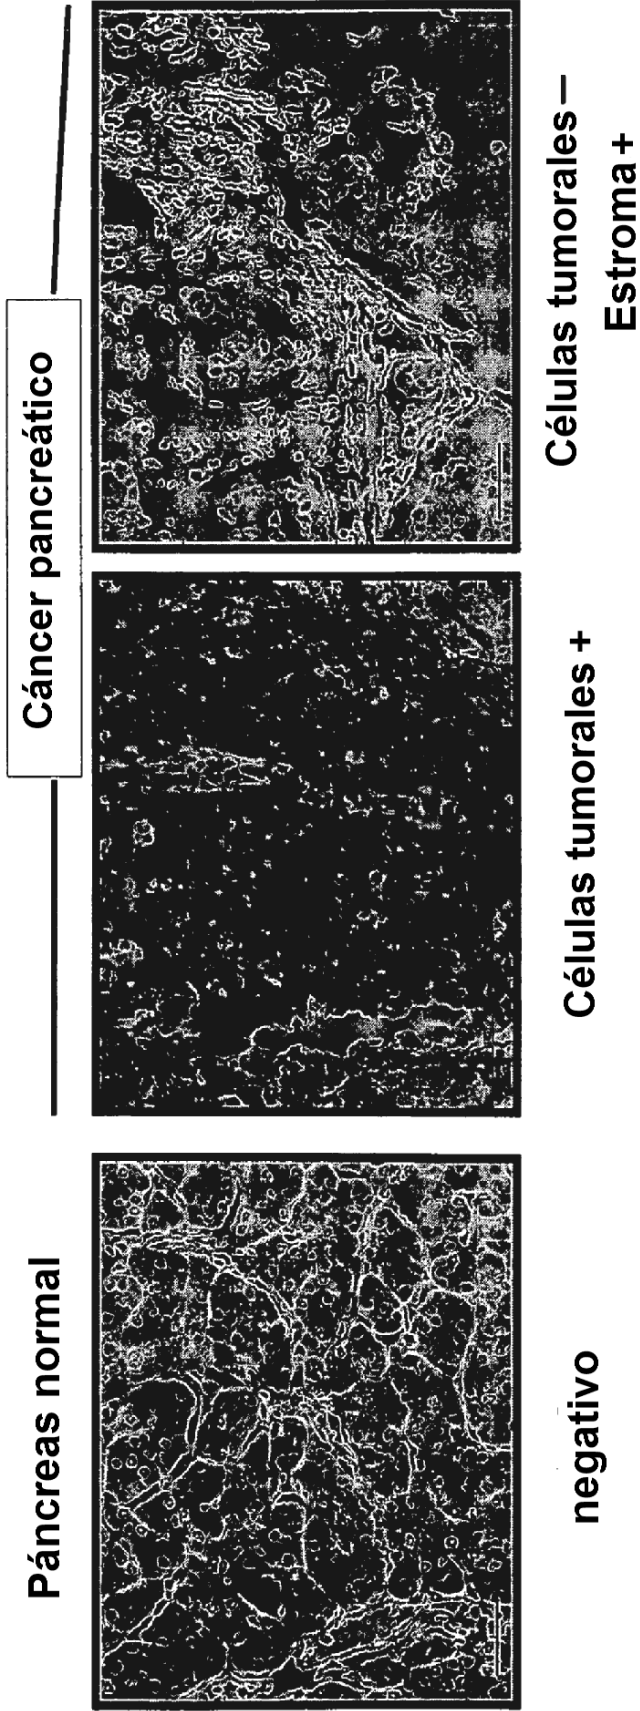 Páncreas normal
Cáncer pancreático
negativo
Células tumorales +
Células tumorales −
Estroma +